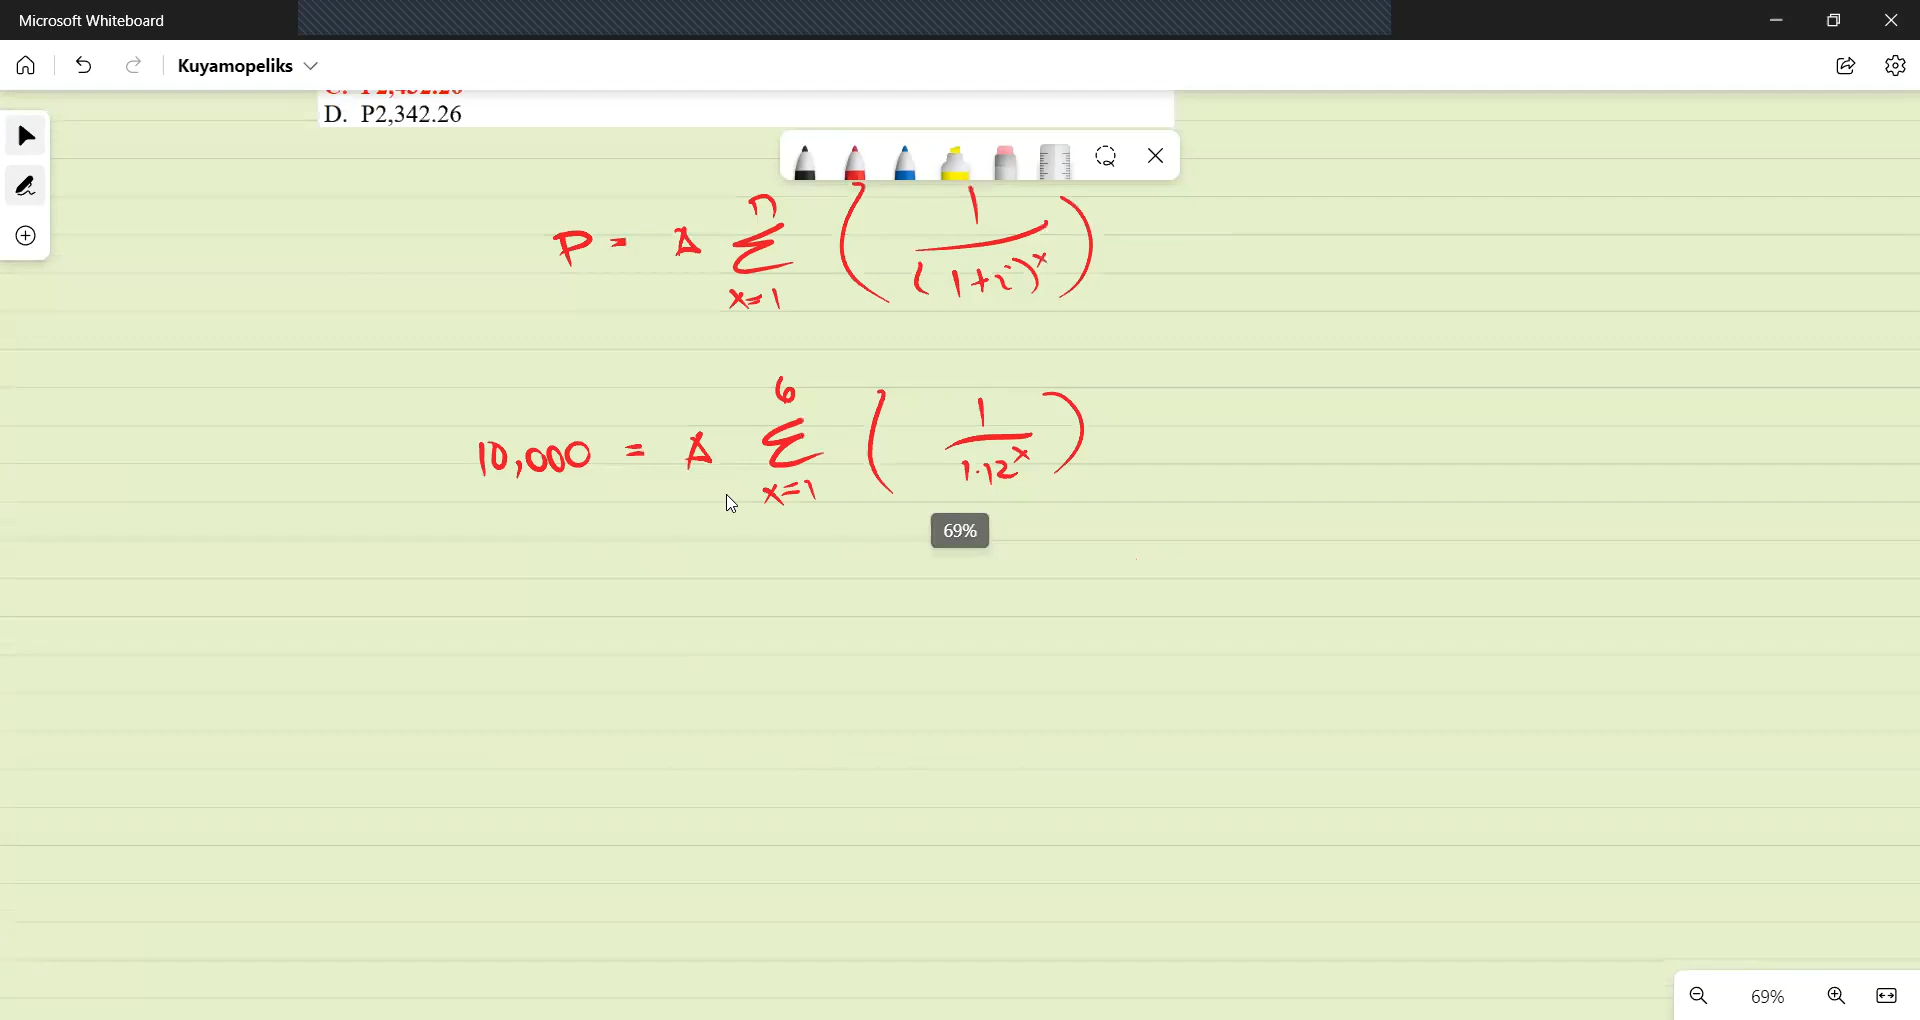 Microsoft Whiteboard
Kuyamopeliks
D. P2,342.26
P = A Σ n x=1 ( 1 / (1+i)^x )
10,000 = A Σ 6 x=1 ( 1 / 1.12^x )
69%
69%